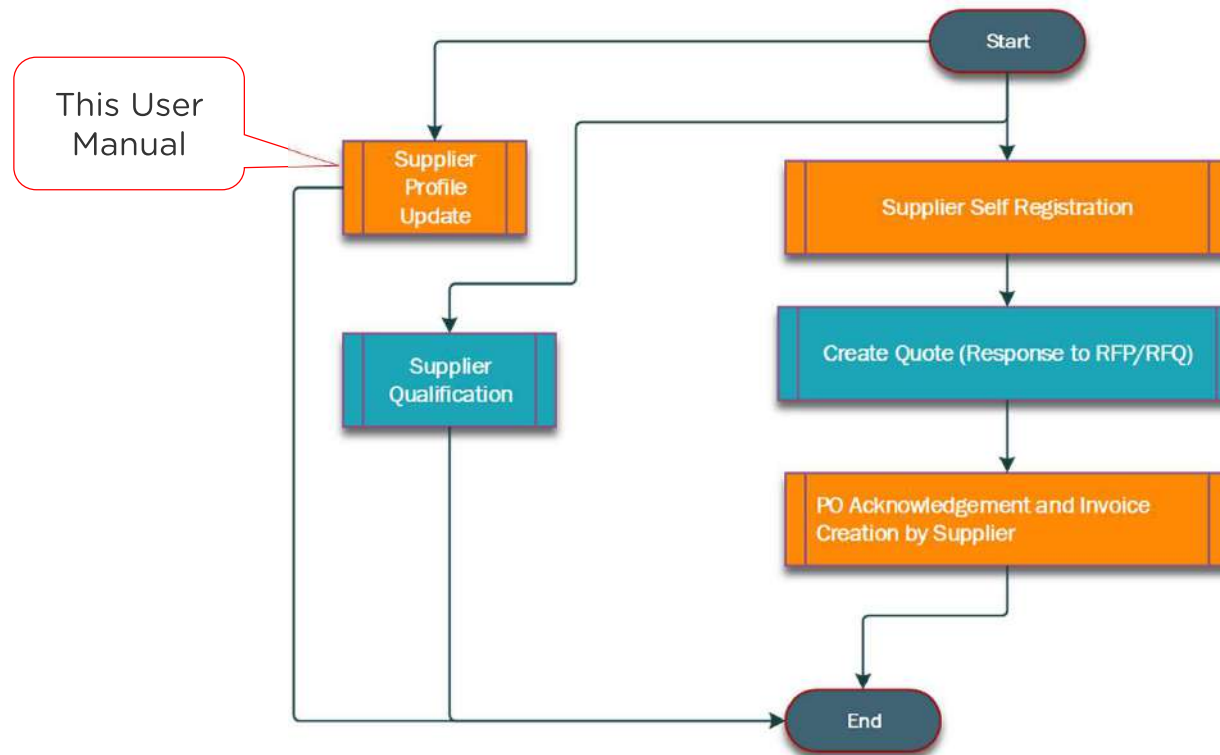 Start
This User
Manual
Supplier
Profile
Update
Supplier Self Registration
Create Quote (Response to RFP/RFQ)
Supplier
Qualification
PO Acknowledgement and Invoice
Creation by Supplier
End